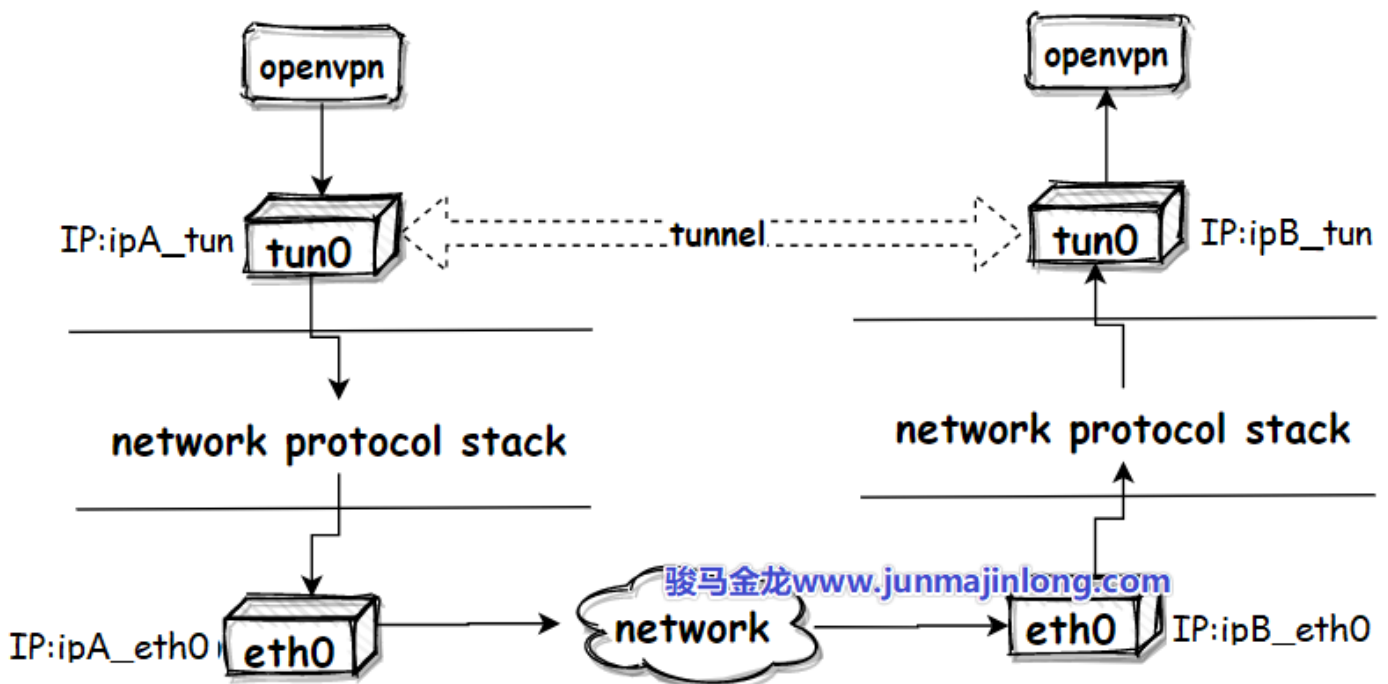 openvpn
openvpn
IP:ipA_tun
tun0
tunnel
tun0
IP:ipB_tun
network protocol stack
network protocol stack
骏马金龙www.junmajinlong.com
IP:ipA_eth0
eth0
network
eth0
IP:ipB_eth0